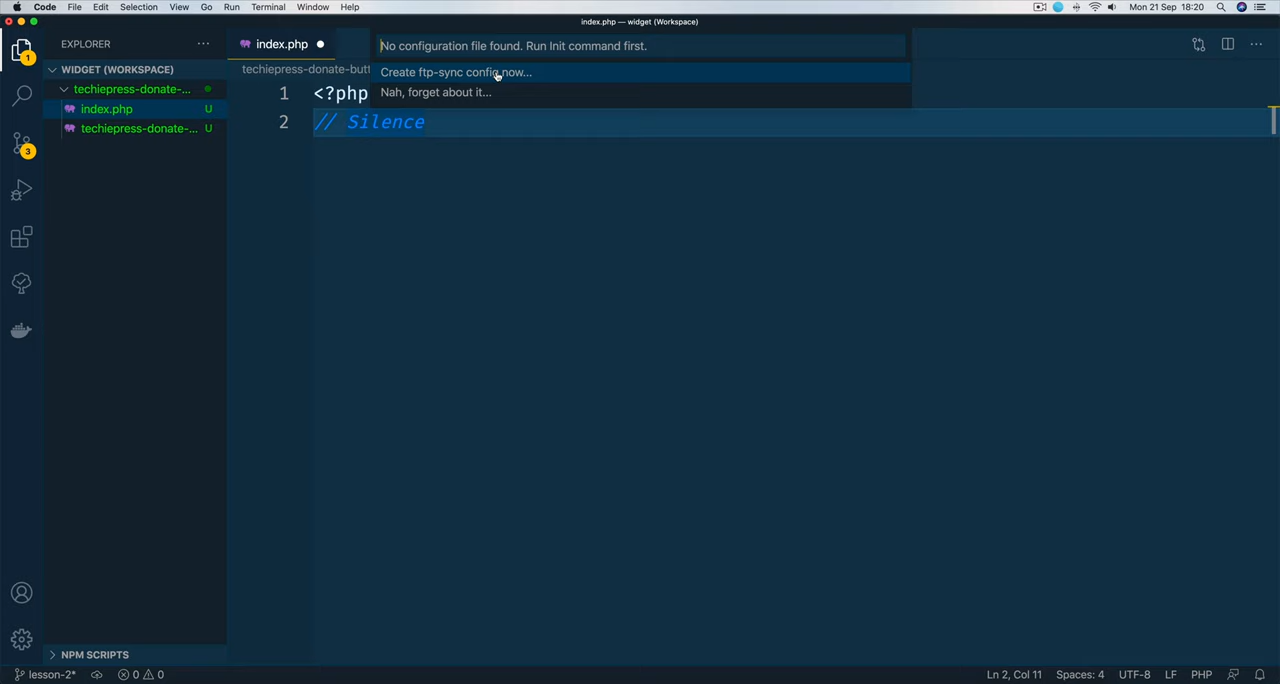 Code File Edit Selection View Go Run Terminal Window Help
Mon 21 Sep 18:20
index.php — widget (Workspace)
1
EXPLORER
index.php
No configuration file found. Run Init command first.
WIDGET (WORKSPACE)
techiepress-donate-butt
Create ftp-sync config now...
techiepress-donate-...
1 <?php
Nah, forget about it...
index.php U
2 // Silence
techiepress-donate-... U
3
NPM SCRIPTS
lesson-2* 0 0
Ln 2, Col 11 Spaces: 4 UTF-8 LF PHP